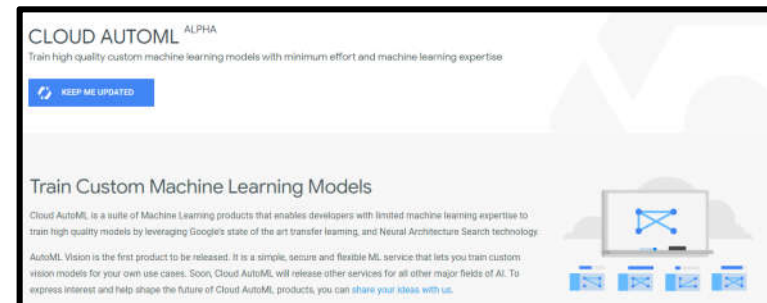 CLOUD AUTOML ALPHA
Train high quality custom machine learning models with minimum effort and machine learning expertise
KEEP ME UPDATED
Train Custom Machine Learning Models
Cloud AutoML is a suite of Machine Learning products that enables developers with limited machine learning expertise to
train high quality models by leveraging Google's state of the art transfer learning, and Neural Architecture Search technology.
AutoML Vision is the first product to be released. It is a simple, secure and flexible ML service that lets you train custom
vision models for your own use cases. Soon, Cloud AutoML will release other services for all other major fields of AI. To
express interest and help shape the future of Cloud AutoML products, you can share your ideas with us.